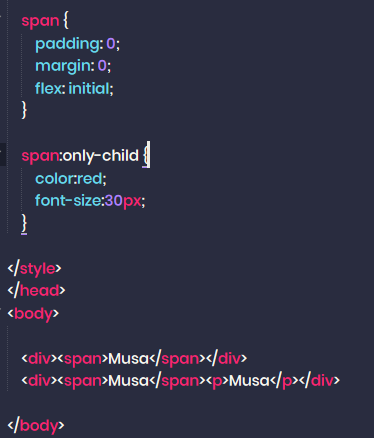 span {
padding: 0;
margin: 0;
flex: initial;
}
span:only-child {
color:red;
font-size:30px;
}
</style>
</head>
<body>
<div><span>Musa</span></div>
<div><span>Musa</span><p>Musa</p></div>
</body>